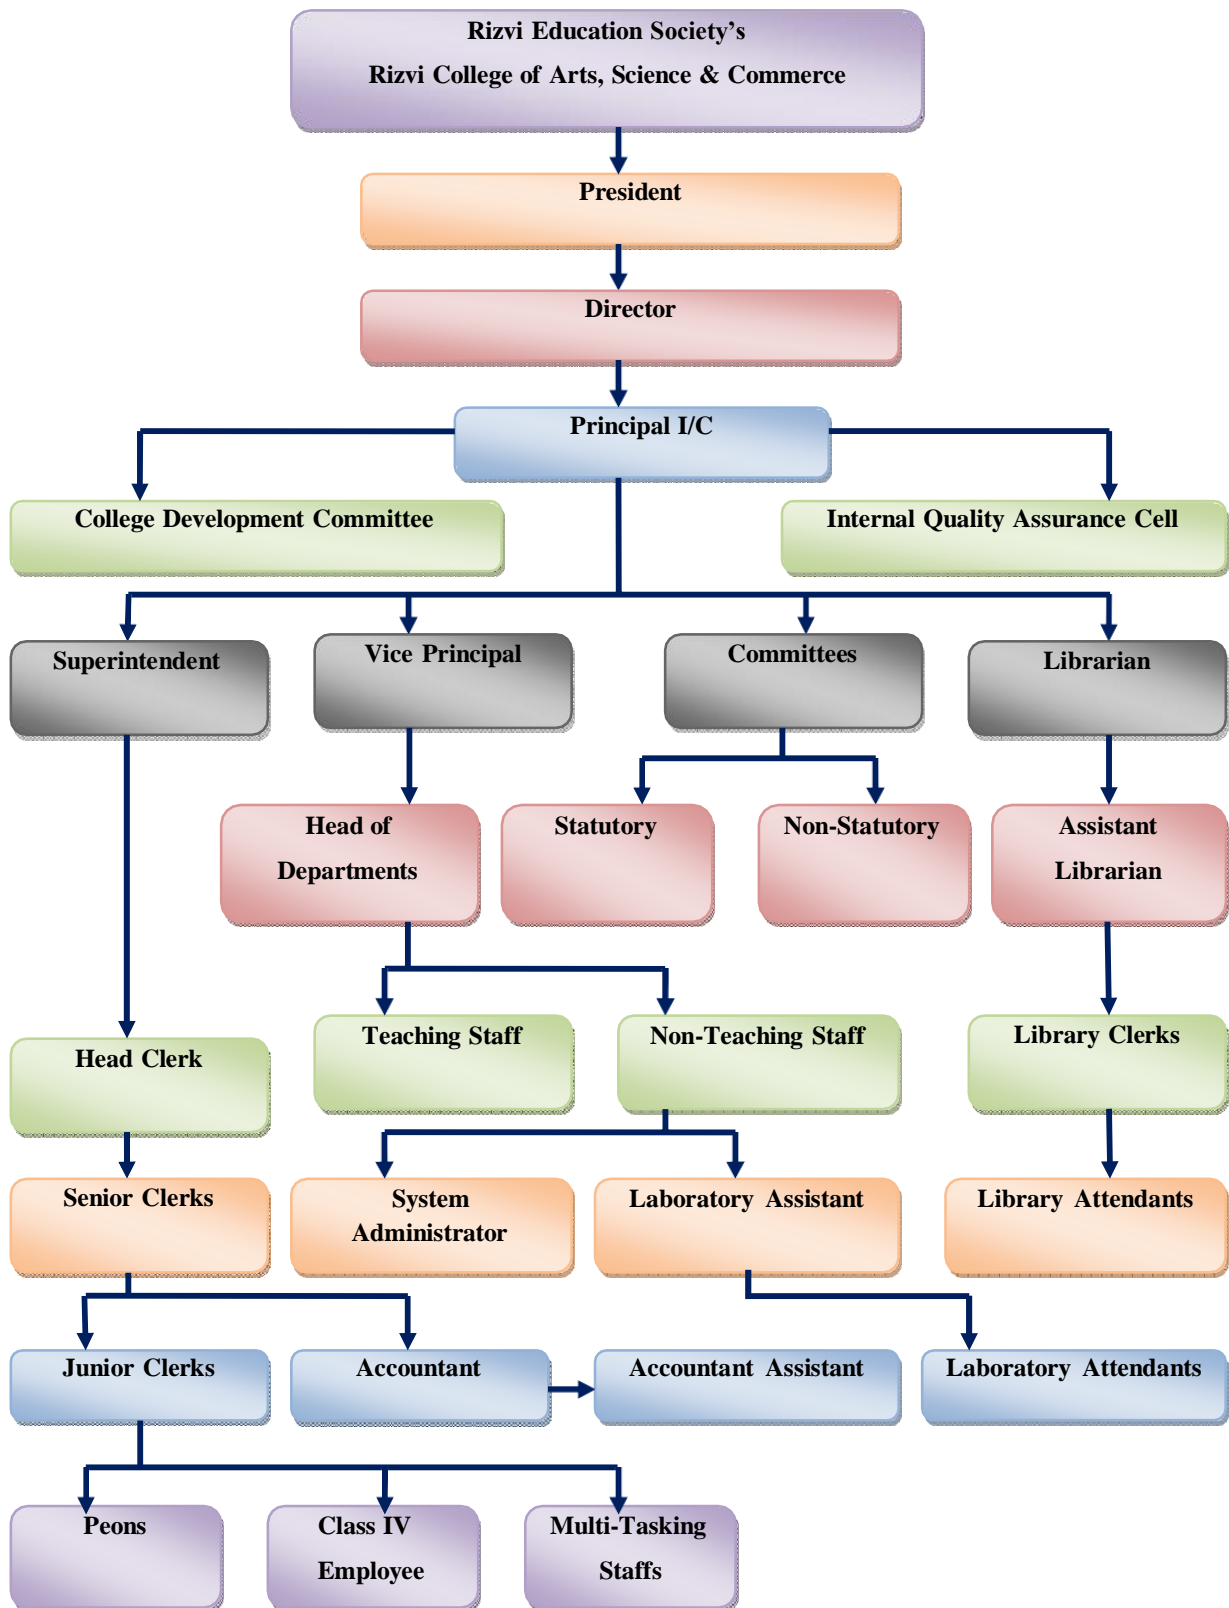 Rizvi Education Society’s
Rizvi College of Arts, Science & Commerce
President
Director
Principal I/C
College Development Committee
Internal Quality Assurance Cell
Superintendent
Vice Principal
Committees
Librarian
Head of
Departments
Statutory
Non-Statutory
Assistant
Librarian
Teaching Staff
Non-Teaching Staff
Library Clerks
Head Clerk
Senior Clerks
System
Administrator
Laboratory Assistant
Library Attendants
Junior Clerks
Accountant
Accountant Assistant
Laboratory Attendants
Peons
Class IV
Employee
Multi-Tasking
Staffs